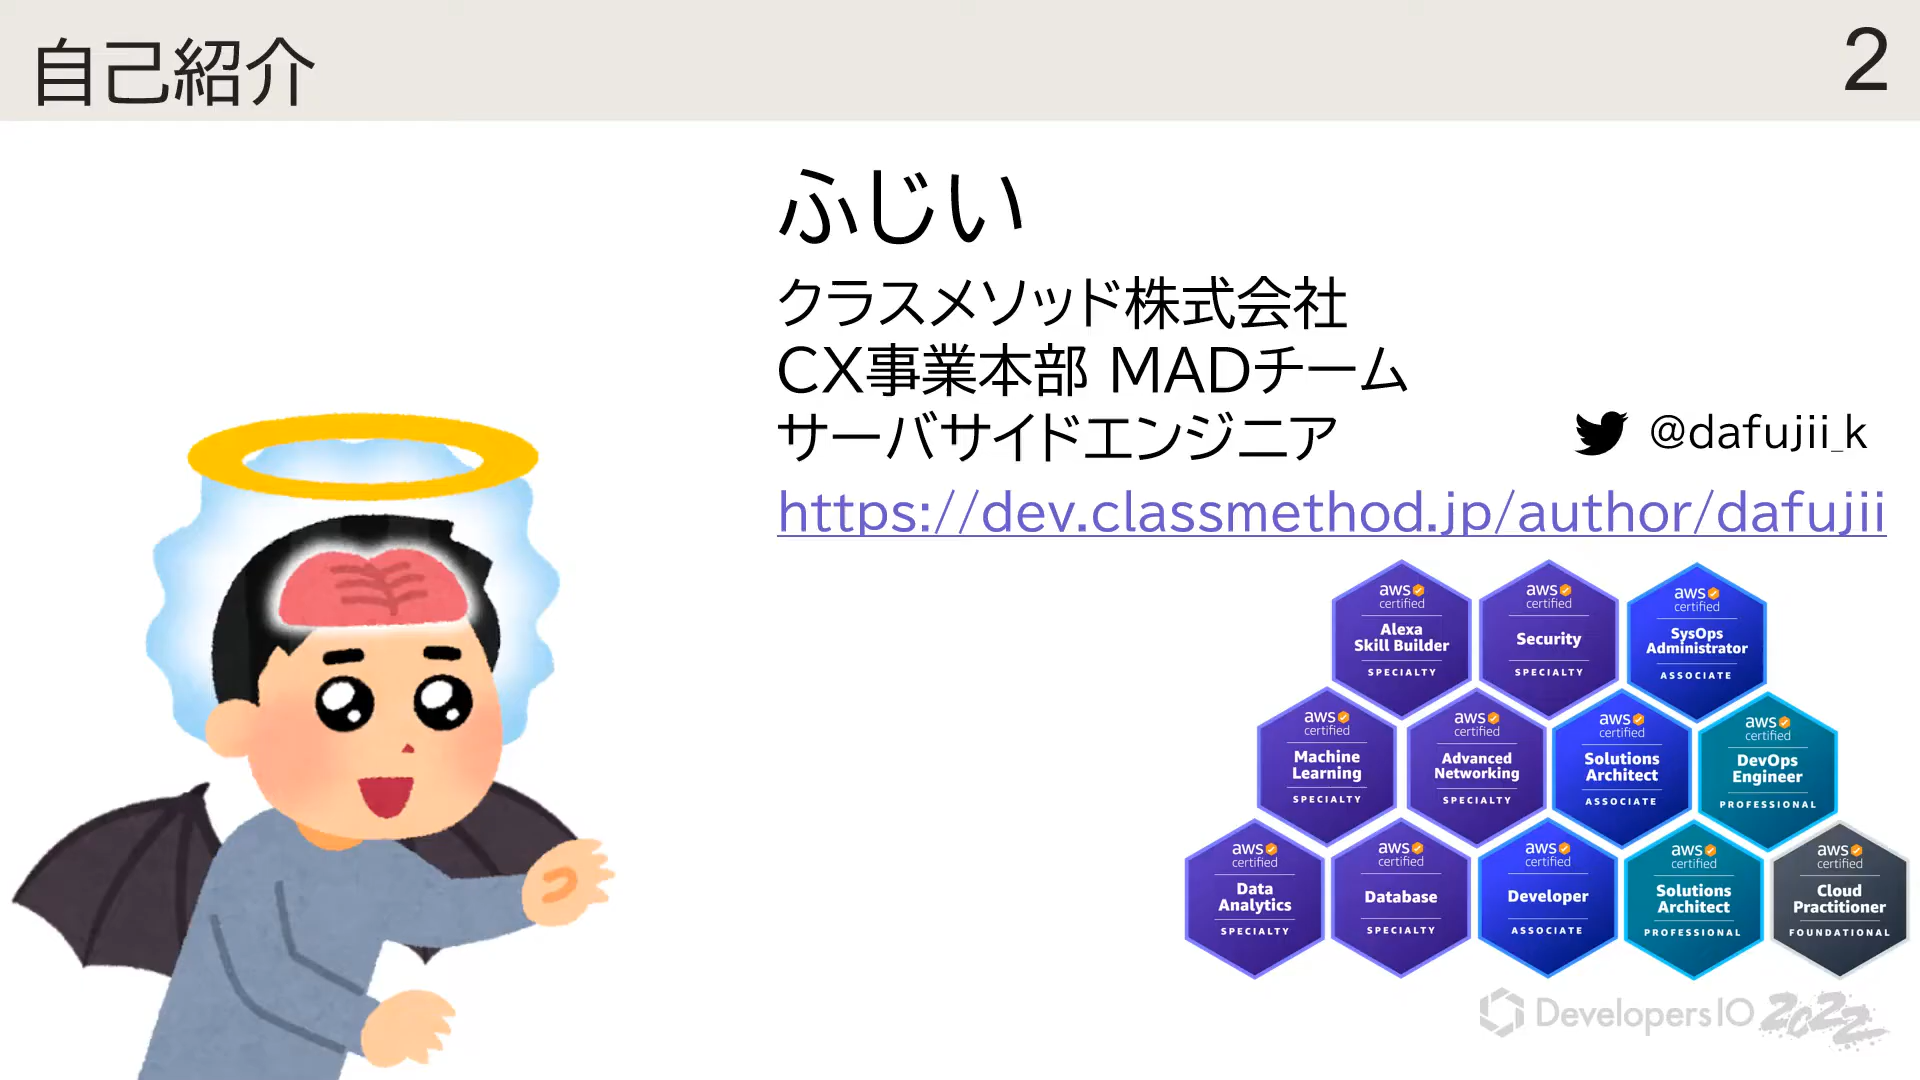 自己紹介
2
ふじい
クラスメソッド株式会社
CX事業本部 MADチーム
サーバサイドエンジニア
@dafujii_k
https://dev.classmethod.jp/author/dafujii
aws certified
Alexa
Skill Builder
SPECIALTY
aws certified
Security
SPECIALTY
aws certified
SysOps
Administrator
ASSOCIATE
aws certified
Machine
Learning
SPECIALTY
aws certified
Advanced
Networking
SPECIALTY
aws certified
Solutions
Architect
ASSOCIATE
aws certified
DevOps
Engineer
PROFESSIONAL
aws certified
Data
Analytics
SPECIALTY
aws certified
Database
SPECIALTY
aws certified
Developer
ASSOCIATE
aws certified
Solutions
Architect
PROFESSIONAL
aws certified
Cloud
Practitioner
FOUNDATIONAL
DevelopersIO 2022